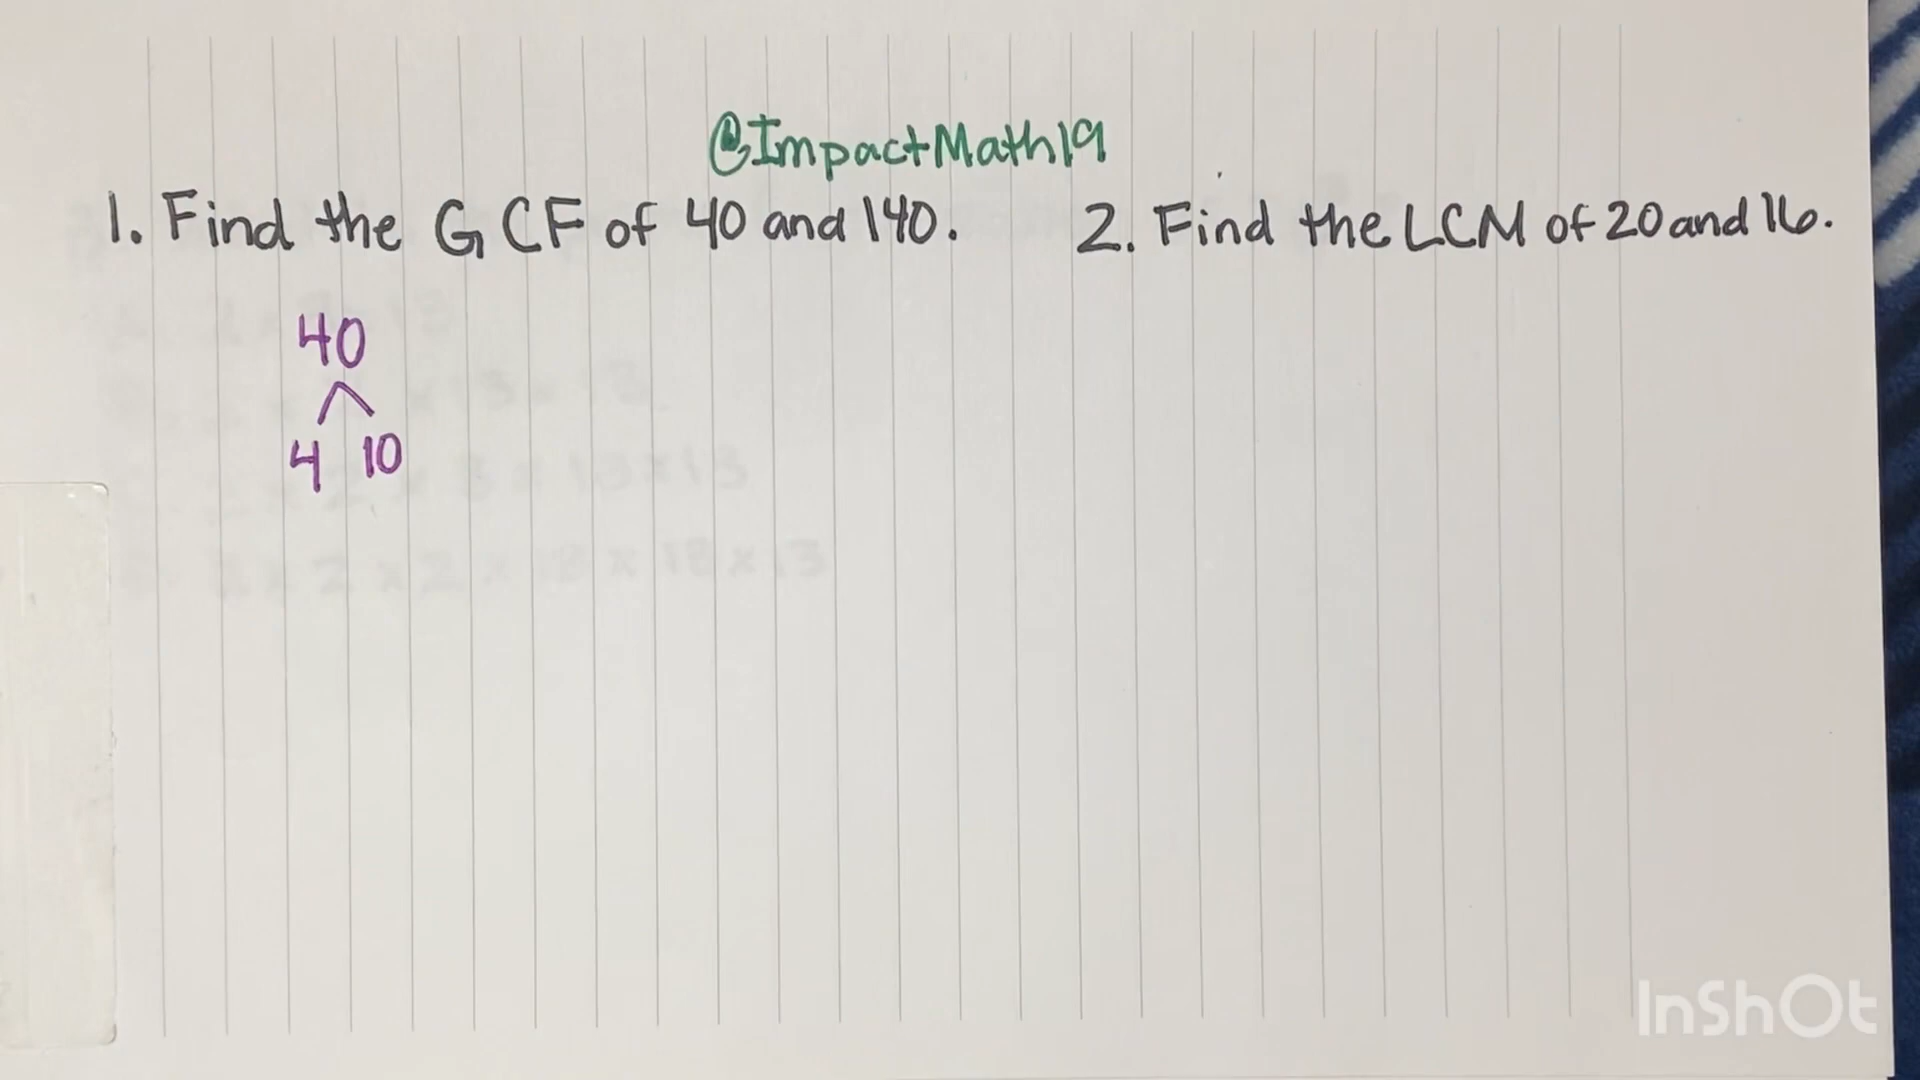 @ImpactMath19
1. Find the GCF of 40 and 140.
2. Find the LCM of 20 and 16.
40
4 10
InShOt